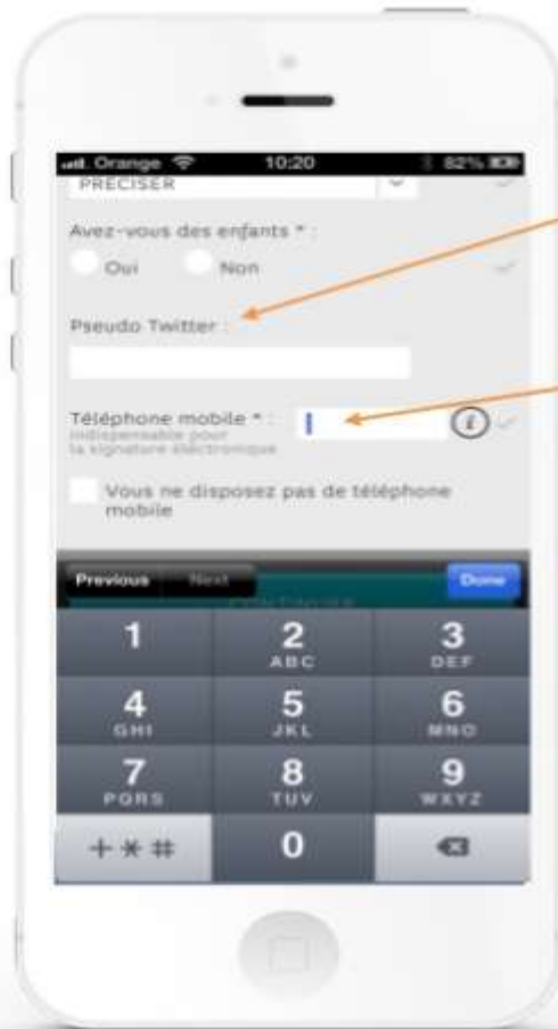 Orange 10:20 82%
PRECISER
Avez-vous des enfants * :
Oui Non
Pseudo Twitter :
Téléphone mobile * :
indispensable pour
la signature électronique
Vous ne disposez pas de téléphone
mobile
Previous Next Done
CONTINUER
1 2 3
ABC DEF
4 5 6
GHI JKL MNO
7 8 9
PQRS TUV WXYZ
+ * # 0